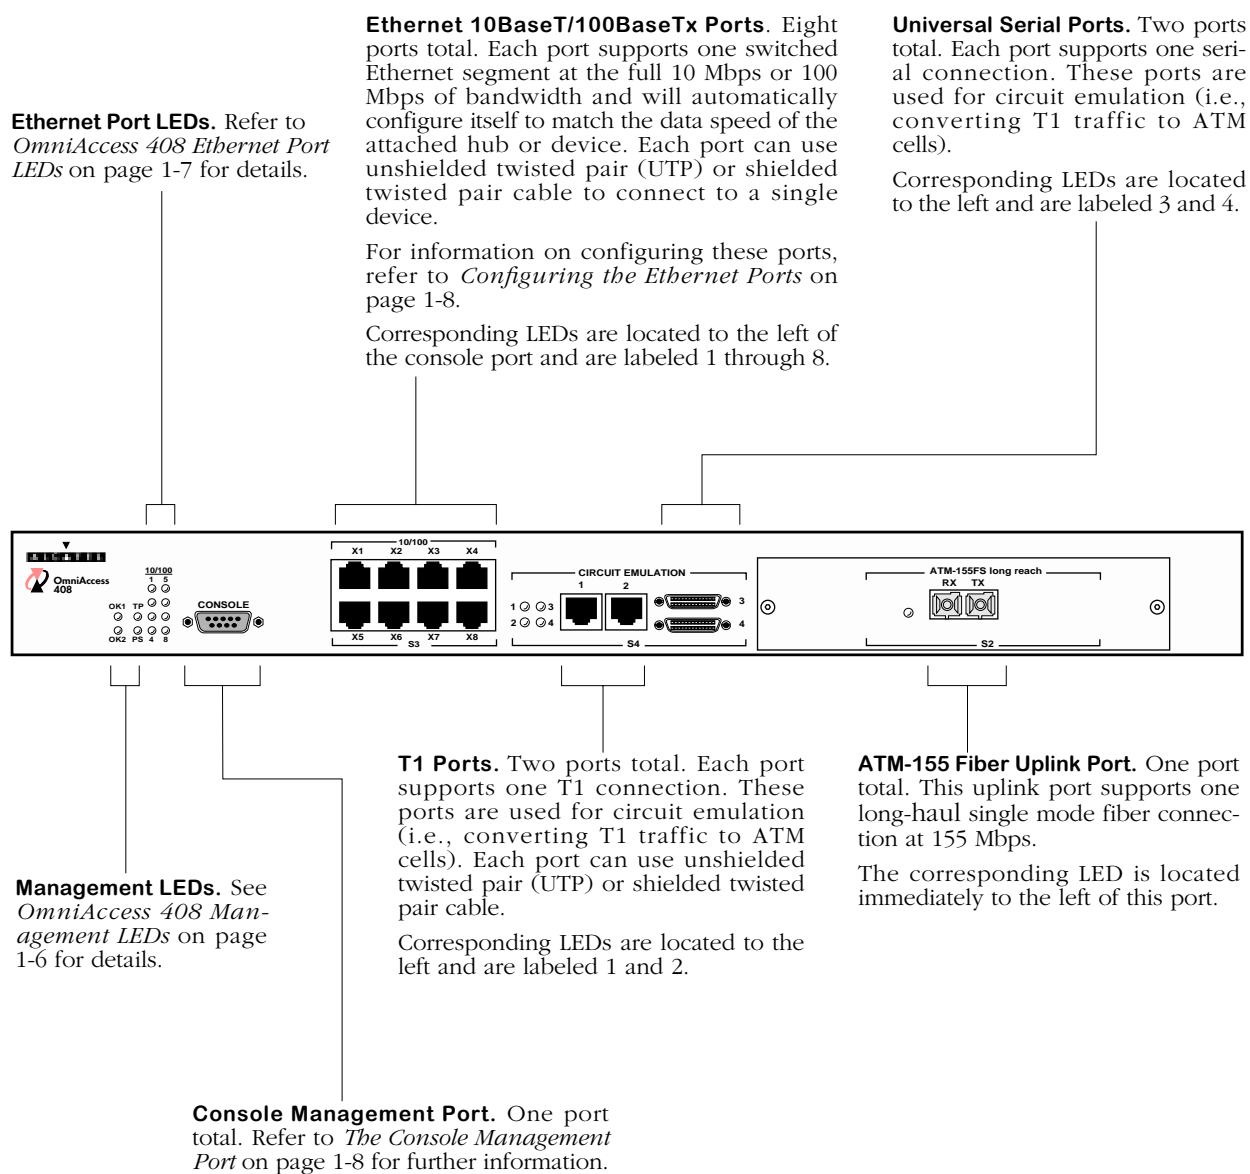 Ethernet 10BaseT/100BaseTx Ports. Eight
ports total. Each port supports one switched
Ethernet segment at the full 10 Mbps or 100
Mbps of bandwidth and will automatically
configure itself to match the data speed of the
attached hub or device. Each port can use
unshielded twisted pair (UTP) or shielded
twisted pair cable to connect to a single
device.
For information on configuring these ports,
refer to Configuring the Ethernet Ports on
page 1-8.
Corresponding LEDs are located to the left of
the console port and are labeled 1 through 8.
Universal Serial Ports. Two ports
total. Each port supports one seri-
al connection. These ports are
used for circuit emulation (i.e.,
converting T1 traffic to ATM
cells).
Corresponding LEDs are located
to the left and are labeled 3 and 4.
Ethernet Port LEDs. Refer to
OmniAccess 408 Ethernet Port
LEDs on page 1-7 for details.
OmniAccess
408
10/100
1 5
OK1 TP
OK2 PS 4 8
CONSOLE
10/100
X1 X2 X3 X4
X5 X6 X7 X8
S3
CIRCUIT EMULATION
1 2
1 3
2 4
3
4
S4
ATM-155FS long reach
RX TX
S2
T1 Ports. Two ports total. Each port
supports one T1 connection. These
ports are used for circuit emulation
(i.e., converting T1 traffic to ATM
cells). Each port can use unshielded
twisted pair (UTP) or shielded twisted
pair cable.
Corresponding LEDs are located to the
left and are labeled 1 and 2.
ATM-155 Fiber Uplink Port. One port
total. This uplink port supports one
long-haul single mode fiber connec-
tion at 155 Mbps.
The corresponding LED is located
immediately to the left of this port.
Management LEDs. See
OmniAccess 408 Man-
agement LEDs on page
1-6 for details.
Console Management Port. One port
total. Refer to The Console Management
Port on page 1-8 for further information.